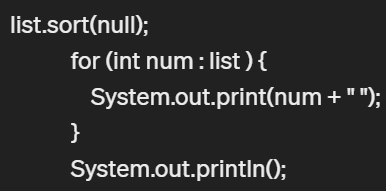 list.sort(null);
for (int num : list ) {
System.out.print(num + " ");
}
System.out.println();